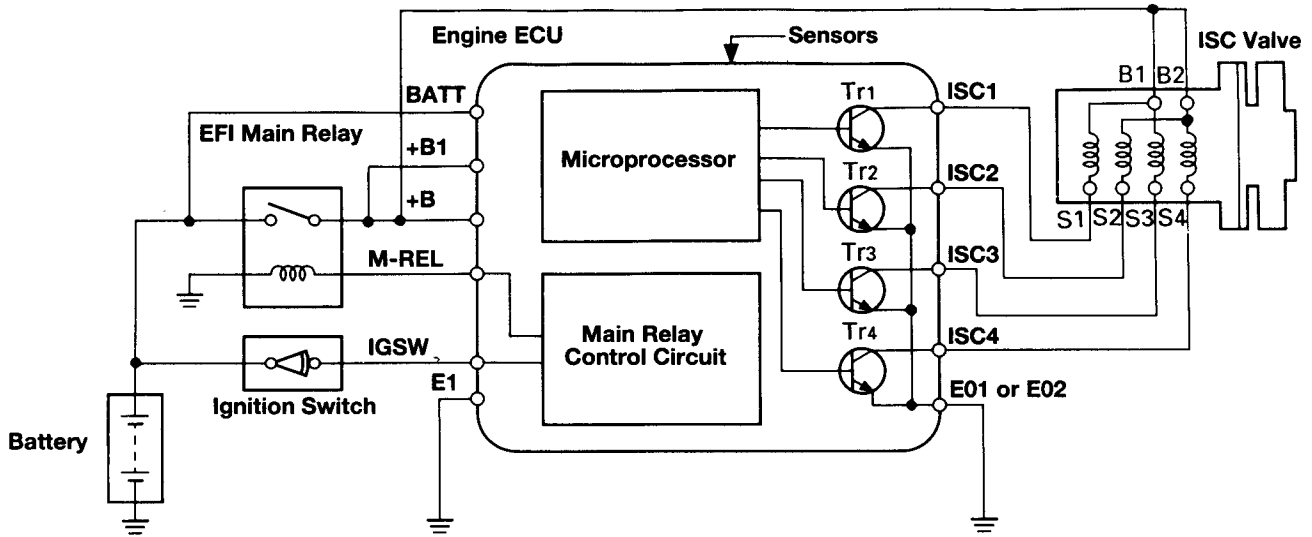 Engine ECU
Sensors
ISC Valve
BATT
EFI Main Relay
+B1
+B
M-REL
IGSW
E1
Ignition Switch
Battery
Microprocessor
Main Relay
Control Circuit
Tr1
Tr2
Tr3
Tr4
ISC1
ISC2
ISC3
ISC4
E01 or E02
B1 B2
S1 S2 S3 S4